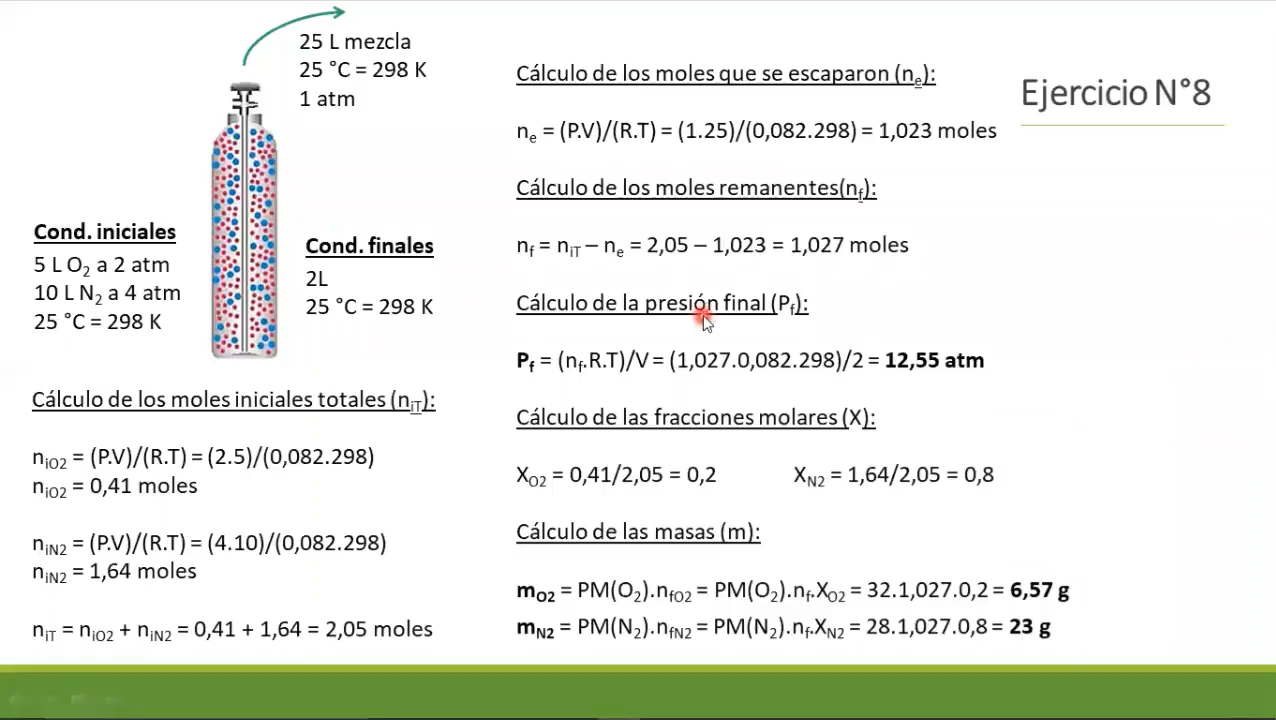 25 L mezcla
25 °C = 298 K
1 atm
Cond. iniciales
5 L O₂ a 2 atm
10 L N₂ a 4 atm
25 °C = 298 K
Cond. finales
2L
25 °C = 298 K
Cálculo de los moles iniciales totales (niT):
niO2 = (P.V)/(R.T) = (2.5)/(0,082.298)
niO2 = 0,41 moles
niN2 = (P.V)/(R.T) = (4.10)/(0,082.298)
niN2 = 1,64 moles
niT = niO2 + niN2 = 0,41 + 1,64 = 2,05 moles
Cálculo de los moles que se escaparon (ne):
ne = (P.V)/(R.T) = (1.25)/(0,082.298) = 1,023 moles
Cálculo de los moles remanentes(nf):
nf = niT – ne = 2,05 – 1,023 = 1,027 moles
Cálculo de la presión final (Pf):
Pf = (nf.R.T)/V = (1,027.0,082.298)/2 = 12,55 atm
Cálculo de las fracciones molares (X):
XO2 = 0,41/2,05 = 0,2 XN2 = 1,64/2,05 = 0,8
Cálculo de las masas (m):
mO2 = PM(O₂).nfO2 = PM(O₂).nf.XO2 = 32.1,027.0,2 = 6,57 g
mN2 = PM(N₂).nfN2 = PM(N₂).nf.XN2 = 28.1,027.0,8 = 23 g
Ejercicio N°8